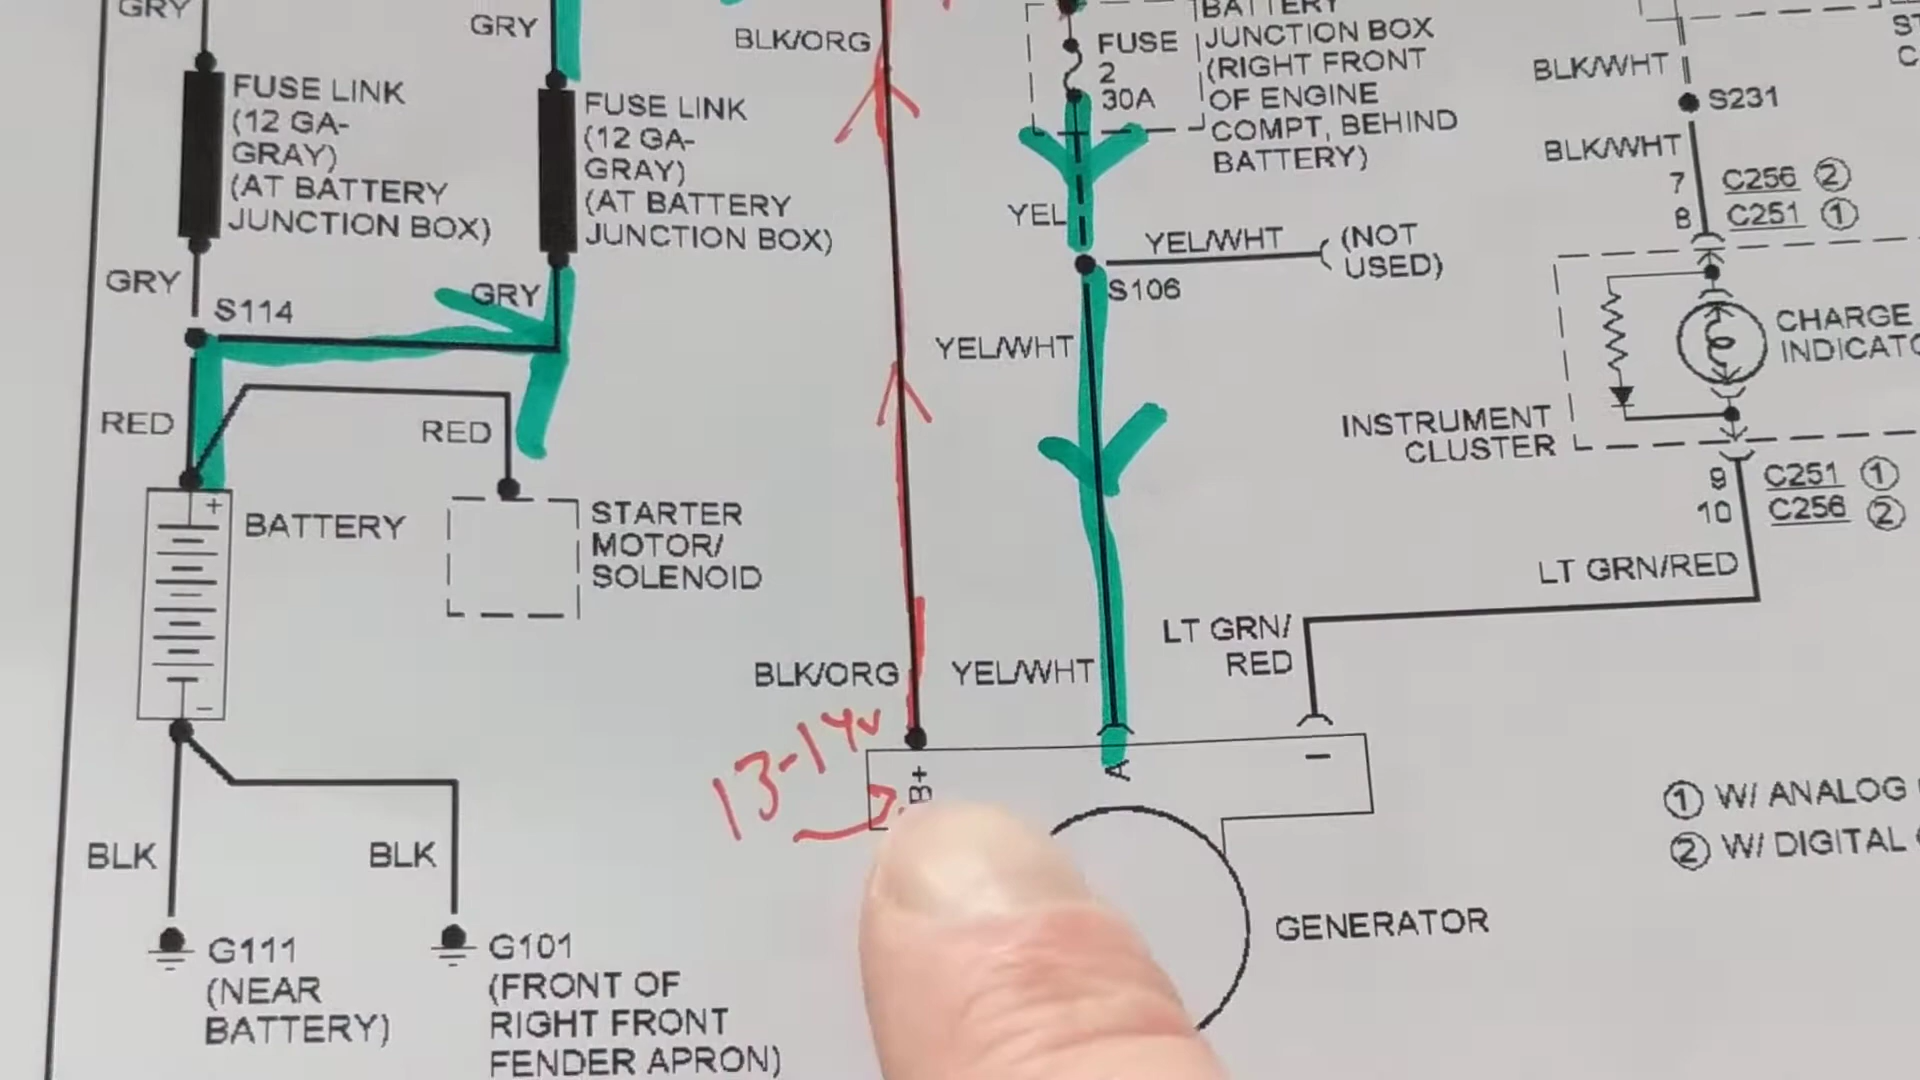 GRY
FUSE LINK
(12 GA-
GRAY)
(AT BATTERY
JUNCTION BOX)
GRY
S114
RED
BATTERY
+
−
BLK
G111
(NEAR
BATTERY)
GRY
FUSE LINK
(12 GA-
GRAY)
(AT BATTERY
JUNCTION BOX)
GRY
RED
STARTER
MOTOR/
SOLENOID
BLK
G101
(FRONT OF
RIGHT FRONT
FENDER APRON)
BLK/ORG
BLK/ORG
13-14v
B+
FUSE
2
30A
BATTERY
JUNCTION BOX
(RIGHT FRONT
OF ENGINE
COMPT, BEHIND
BATTERY)
YEL
YEL/WHT
(NOT
USED)
S106
YEL/WHT
YEL/WHT
A
GENERATOR
BLK/WHT
S231
BLK/WHT
7 C256 ②
8 C251 ①
CHARGE
INSTRUMENT
CLUSTER
9 C251 ①
10 C256 ②
LT GRN/RED
LT GRN/
RED
I
① W/ ANALOG
② W/ DIGITAL